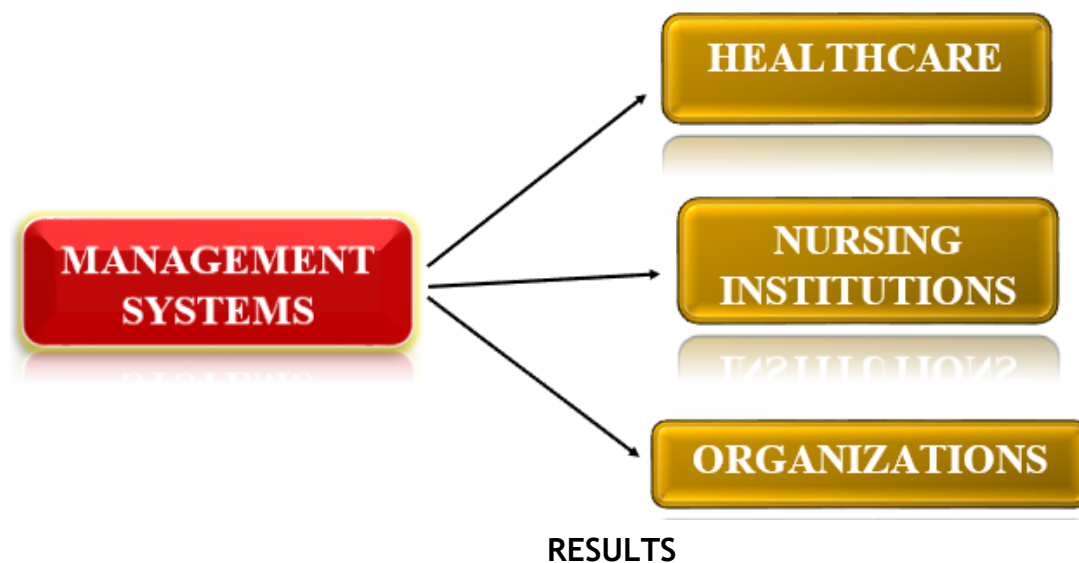 HEALTHCARE
MANAGEMENT
SYSTEMS
NURSING
INSTITUTIONS
ORGANIZATIONS
RESULTS